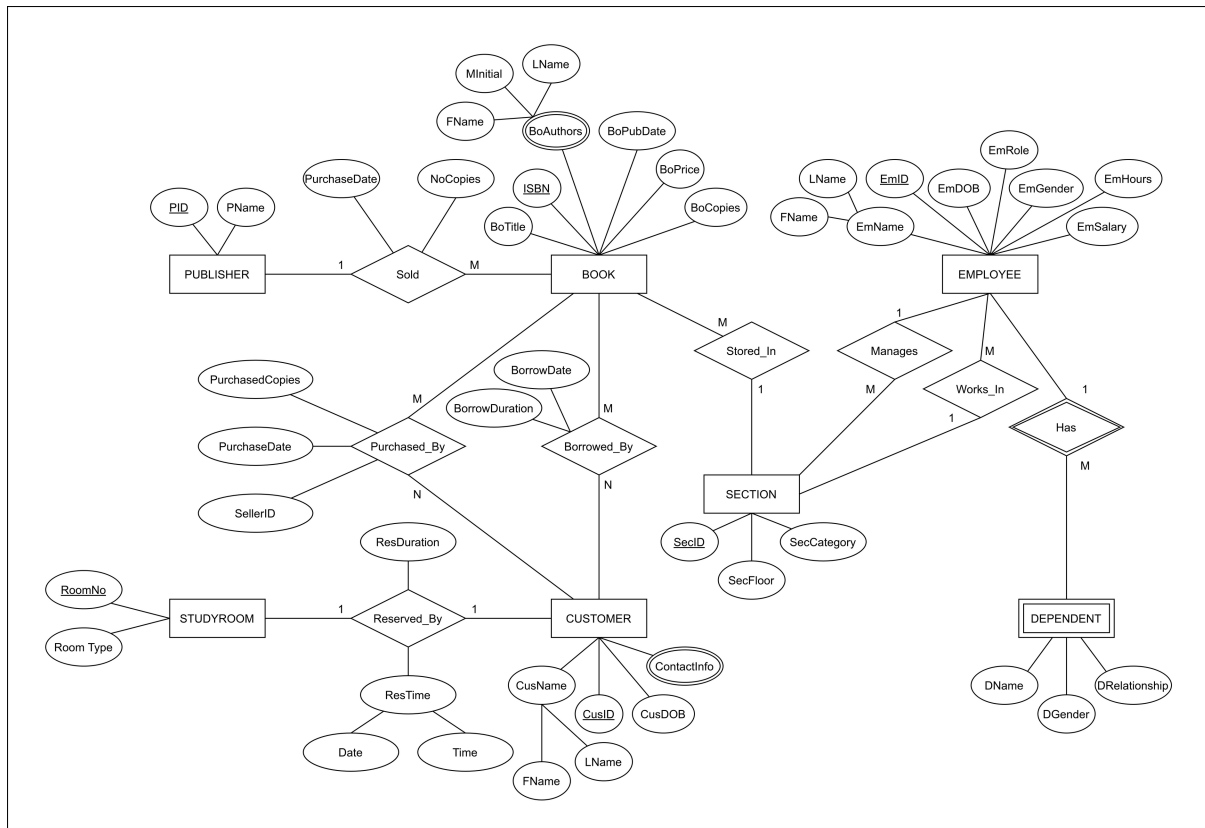 LName
MInitial
FName
BoAuthors
BoPubDate
BoPrice
BoCopies
ISBN
BoTitle
PurchaseDate
NoCopies
PID
PName
PUBLISHER
1
Sold
M
BOOK
EmRole
LName
EmID
EmDOB
EmGender
EmHours
FName
EmName
EmSalary
EMPLOYEE
M
Stored_In
1
1
Manages
M
M
Works_In
1
1
Has
M
PurchasedCopies
PurchaseDate
SellerID
M
Purchased_By
N
BorrowDate
BorrowDuration
M
Borrowed_By
N
SECTION
SecID
SecFloor
SecCategory
RoomNo
Room Type
STUDYROOM
ResDuration
1
Reserved_By
1
CUSTOMER
ResTime
Date
Time
CusName
FName
LName
CusID
CusDOB
ContactInfo
DEPENDENT
DName
DGender
DRelationship